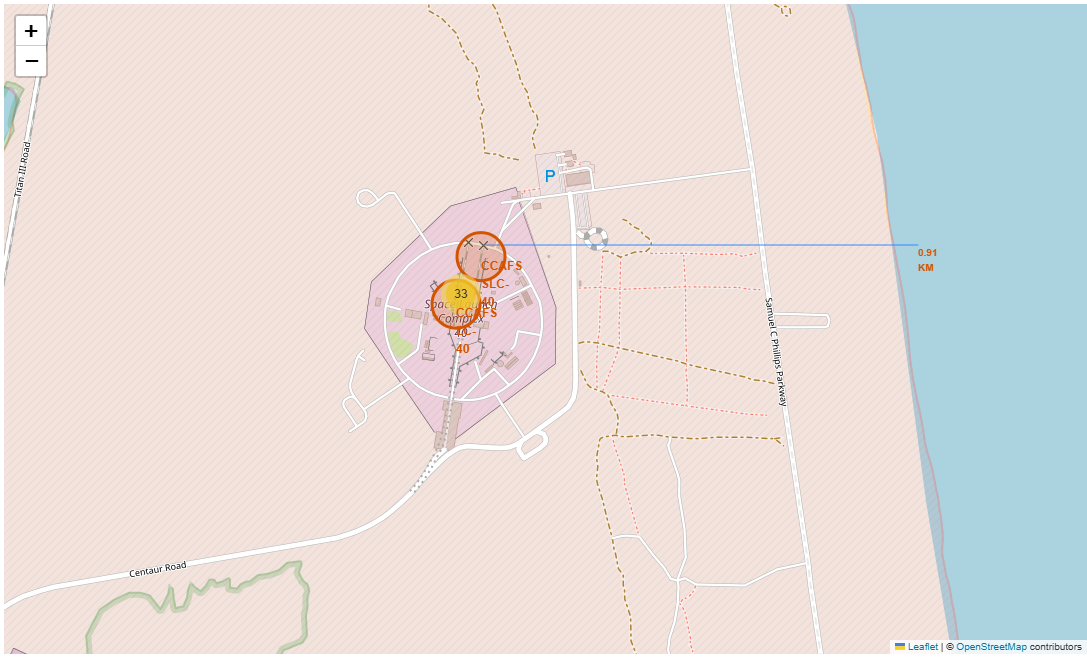 +
−
Titan III Road
P
0.91
KM
CCAFS
SLC-
40
33
Space Launch
Complex
40
CCAFS
LC-
40
Samuel C Phillips Parkway
Centaur Road
Leaflet | © OpenStreetMap contributors